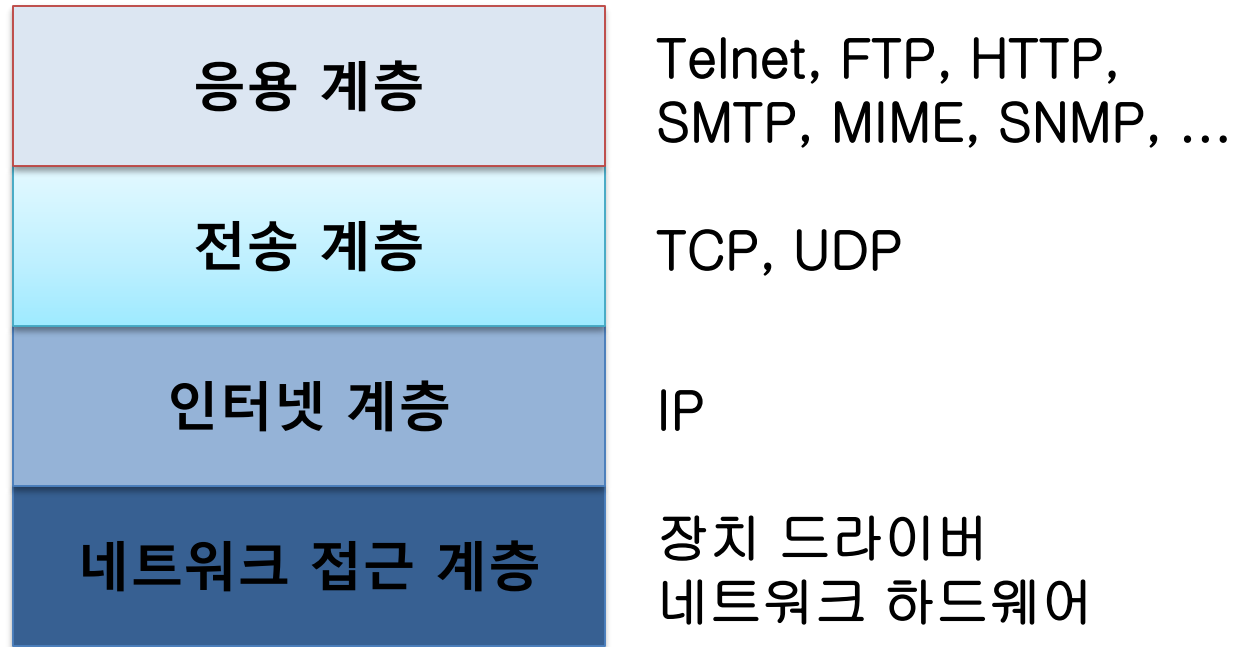 응용 계층
Telnet, FTP, HTTP,
SMTP, MIME, SNMP, ...
전송 계층
TCP, UDP
인터넷 계층
IP
네트워크 접근 계층
장치 드라이버
네트워크 하드웨어